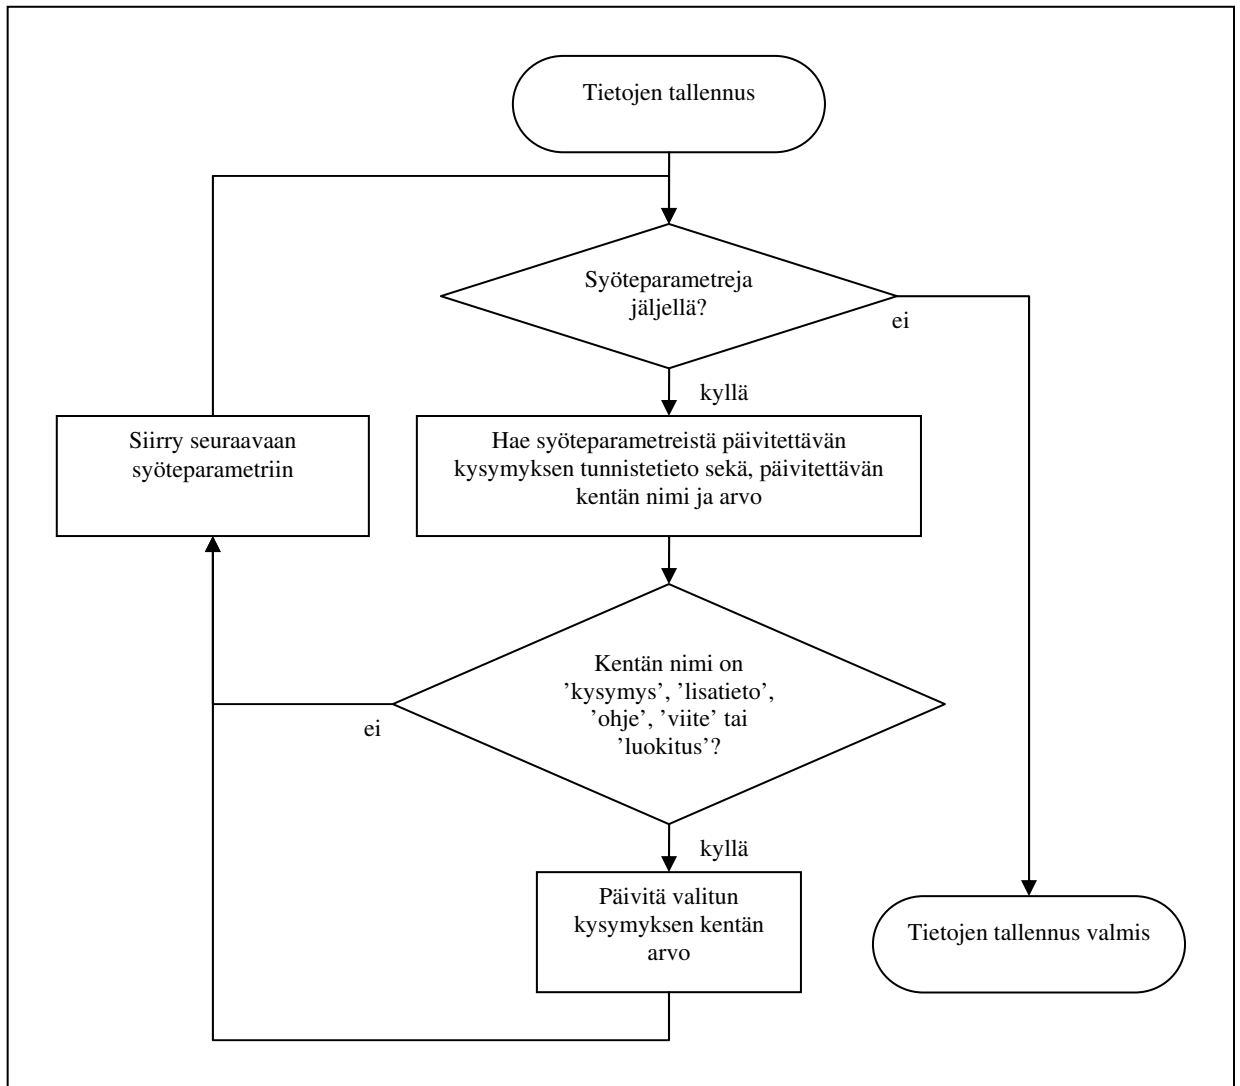 Tietojen tallennus
Syöteparametreja
jäljellä?
ei
kyllä
Siirry seuraavaan
syöteparametriin
Hae syöteparametreistä päivitettävän
kysymyksen tunnistetieto sekä, päivitettävän
kentän nimi ja arvo
Kentän nimi on
’kysymys’, ’lisatieto’,
’ohje’, ’viite’ tai
’luokitus’?
ei
kyllä
Päivitä valitun
kysymyksen kentän
arvo
Tietojen tallennus valmis